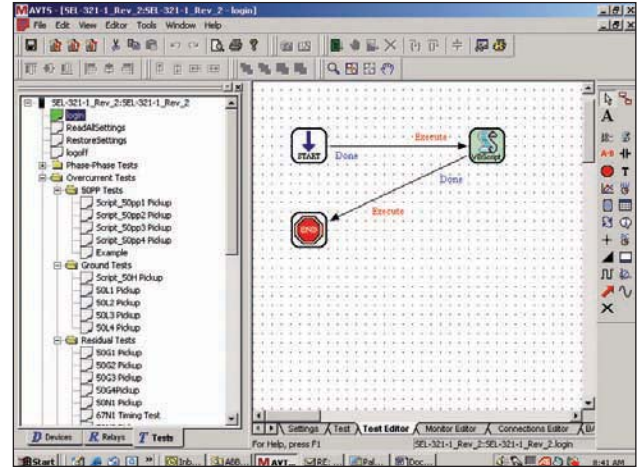 AVTS - [SEL-321-1_Rev_2:SEL-321-1_Rev_2 - login]
File Edit View Editor Tools Window Help
SEL-321-1_Rev_2:SEL-321-1_Rev_2
login
ReadAllSettings
RestoreSettings
logoff
Phase-Phase Tests
Overcurrent Tests
50PP Tests
Script_50pp1 Pickup
Script_50pp2 Pickup
Script_50pp3 Pickup
Script_50pp4 Pickup
Example
Ground Tests
Script_50H Pickup
50L1 Pickup
50L2 Pickup
50L3 Pickup
50L4 Pickup
Residual Tests
50G1 Pickup
50G2 Pickup
50G3 Pickup
50G4Pickup
50N1 Pickup
67N1 Timing Test
START
Done
Execute
VBScript
Done
Execute
END
A
T
Devices Relays Tests
Settings Test Test Editor Monitor Editor Connections Editor
For Help, press F1
SEL-321-1_Rev_2:SEL-321-1_Rev_2.login
Start
AVT...
8:41 AM